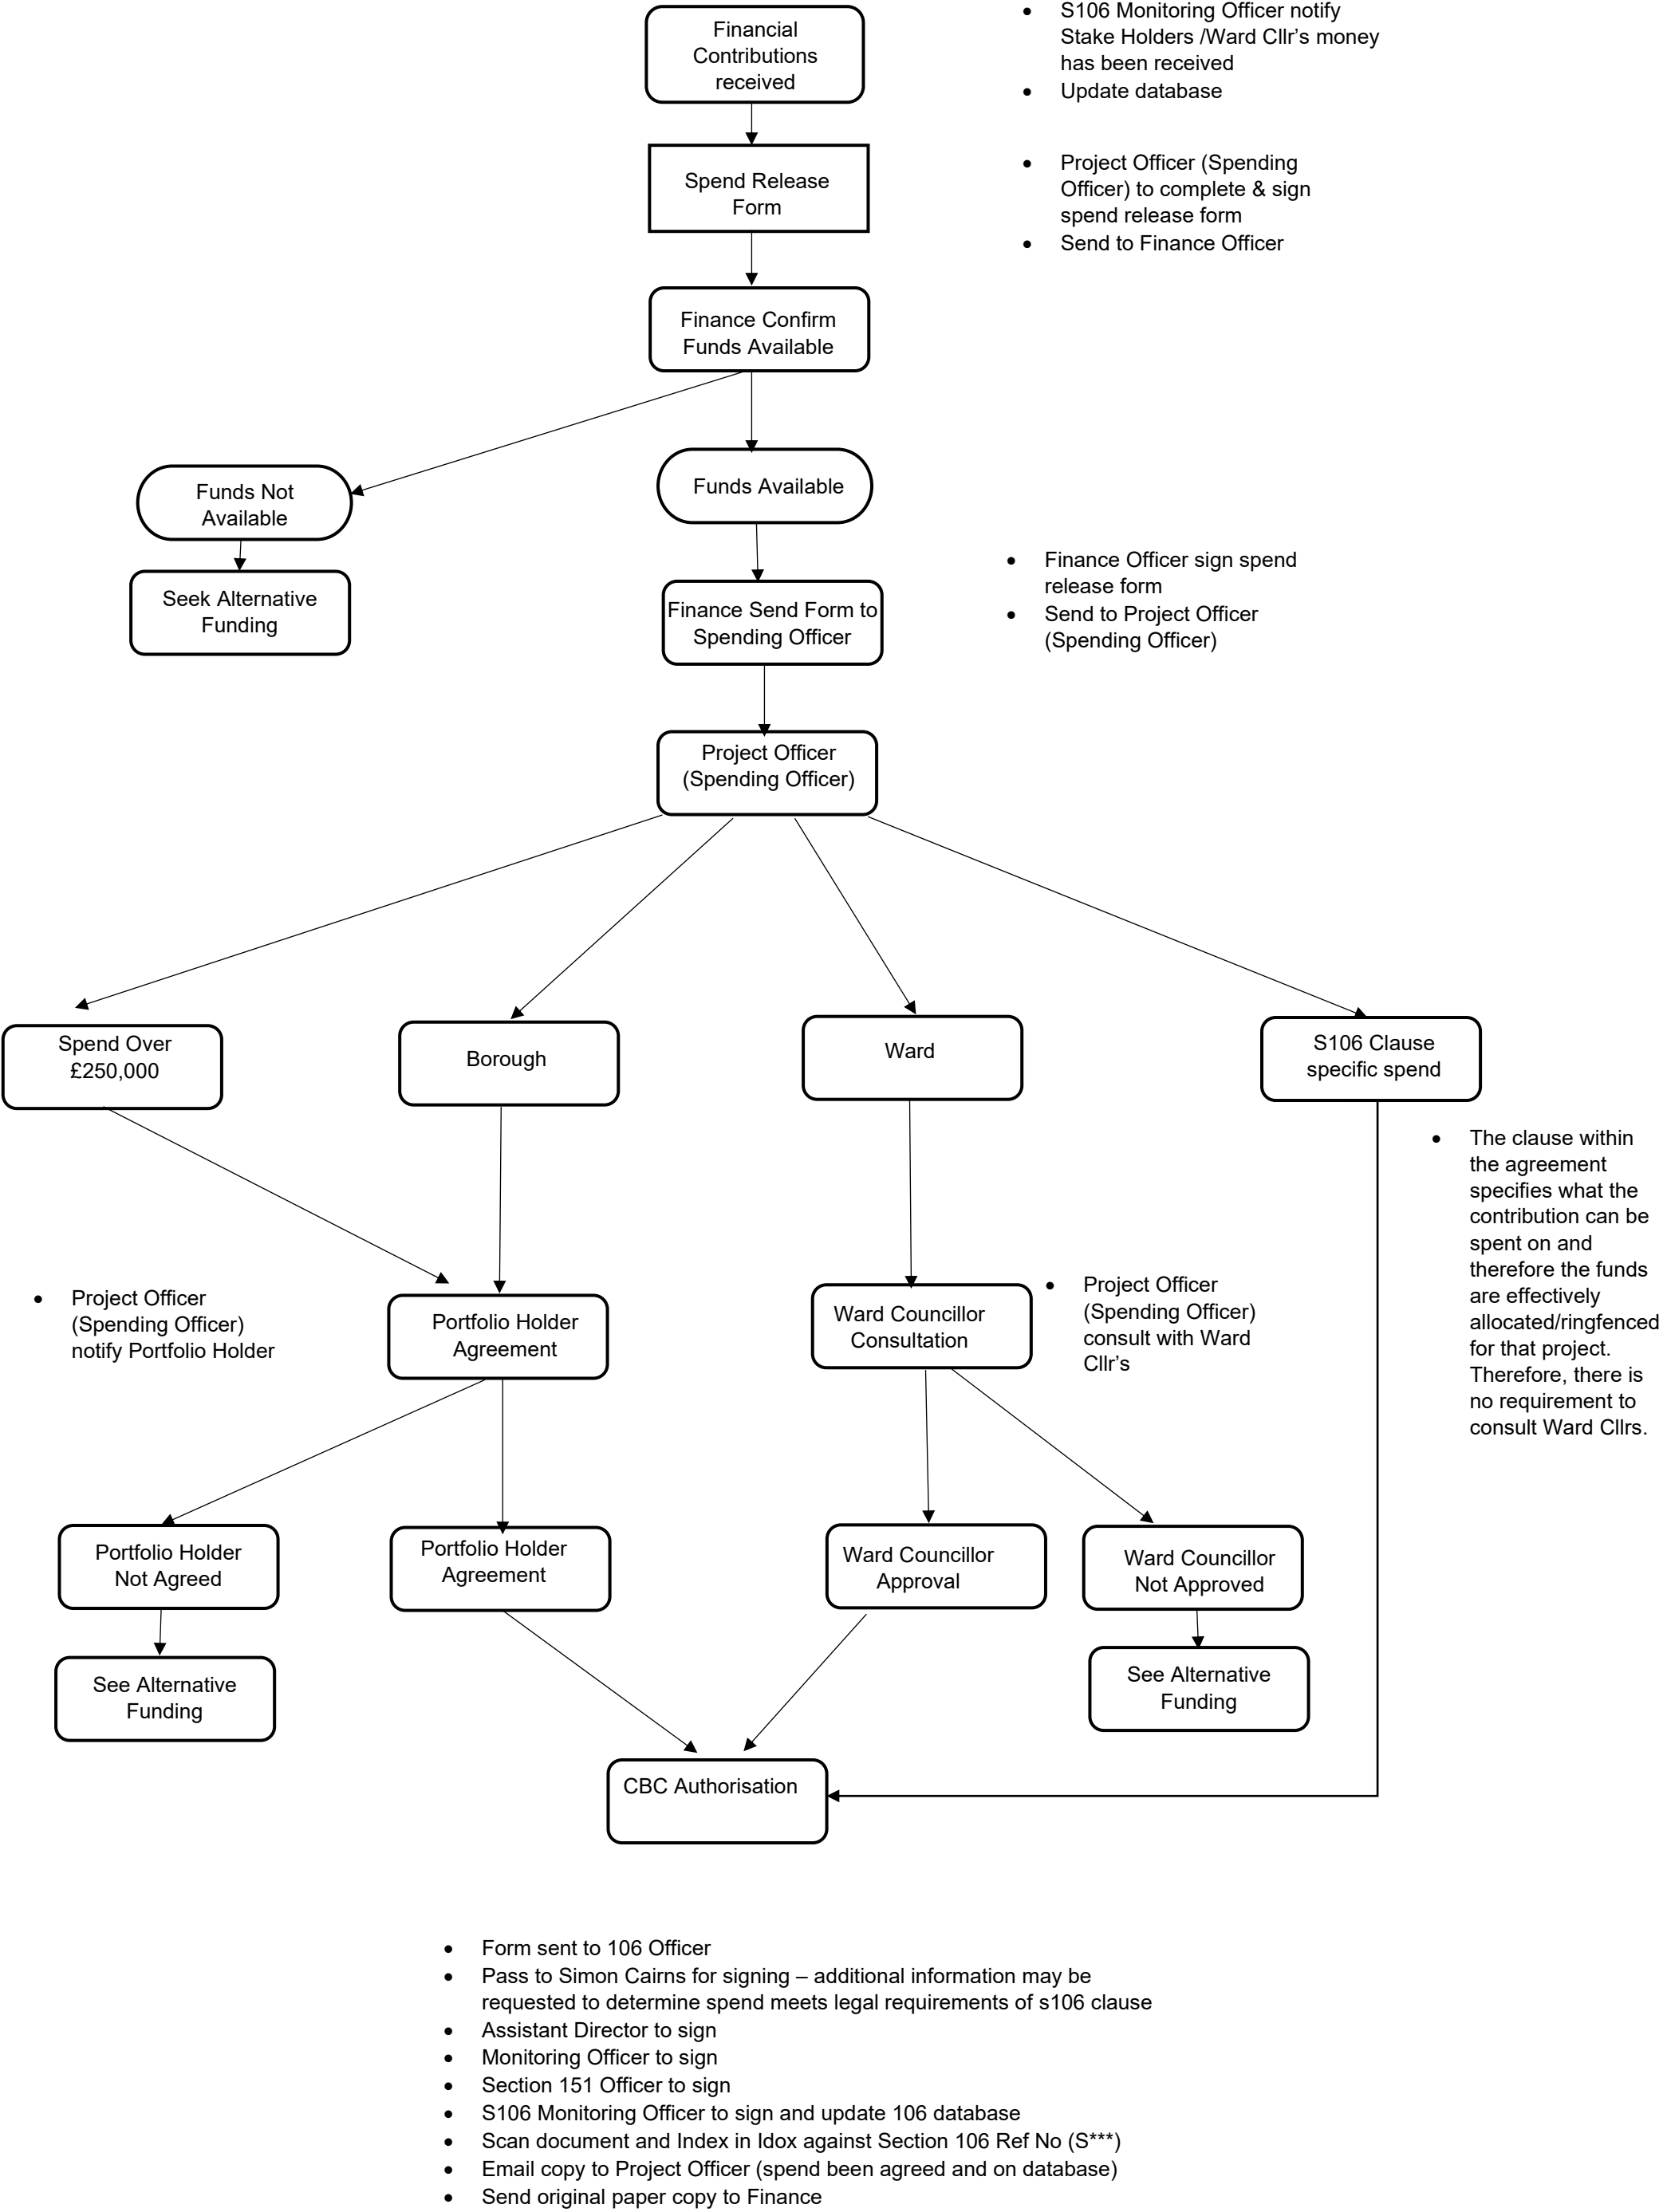 Financial
Contributions
received
• S106 Monitoring Officer notify
Stake Holders /Ward Cllr’s money
has been received
• Update database
Spend Release
Form
• Project Officer (Spending
Officer) to complete & sign
spend release form
• Send to Finance Officer
Finance Confirm
Funds Available
Funds Not
Available
Funds Available
Seek Alternative
Funding
Finance Send Form to
Spending Officer
• Finance Officer sign spend
release form
• Send to Project Officer
(Spending Officer)
Project Officer
(Spending Officer)
Spend Over
£250,000
Borough
Ward
S106 Clause
specific spend
• The clause within
the agreement
specifies what the
contribution can be
spent on and
therefore the funds
are effectively
allocated/ringfenced
for that project.
Therefore, there is
no requirement to
consult Ward Cllrs.
• Project Officer
(Spending Officer)
notify Portfolio Holder
Portfolio Holder
Agreement
Ward Councillor
Consultation
• Project Officer
(Spending Officer)
consult with Ward
Cllr’s
Portfolio Holder
Not Agreed
Portfolio Holder
Agreement
Ward Councillor
Approval
Ward Councillor
Not Approved
See Alternative
Funding
See Alternative
Funding
CBC Authorisation
• Form sent to 106 Officer
• Pass to Simon Cairns for signing – additional information may be
requested to determine spend meets legal requirements of s106 clause
• Assistant Director to sign
• Monitoring Officer to sign
• Section 151 Officer to sign
• S106 Monitoring Officer to sign and update 106 database
• Scan document and Index in Idox against Section 106 Ref No (S***)
• Email copy to Project Officer (spend been agreed and on database)
• Send original paper copy to Finance